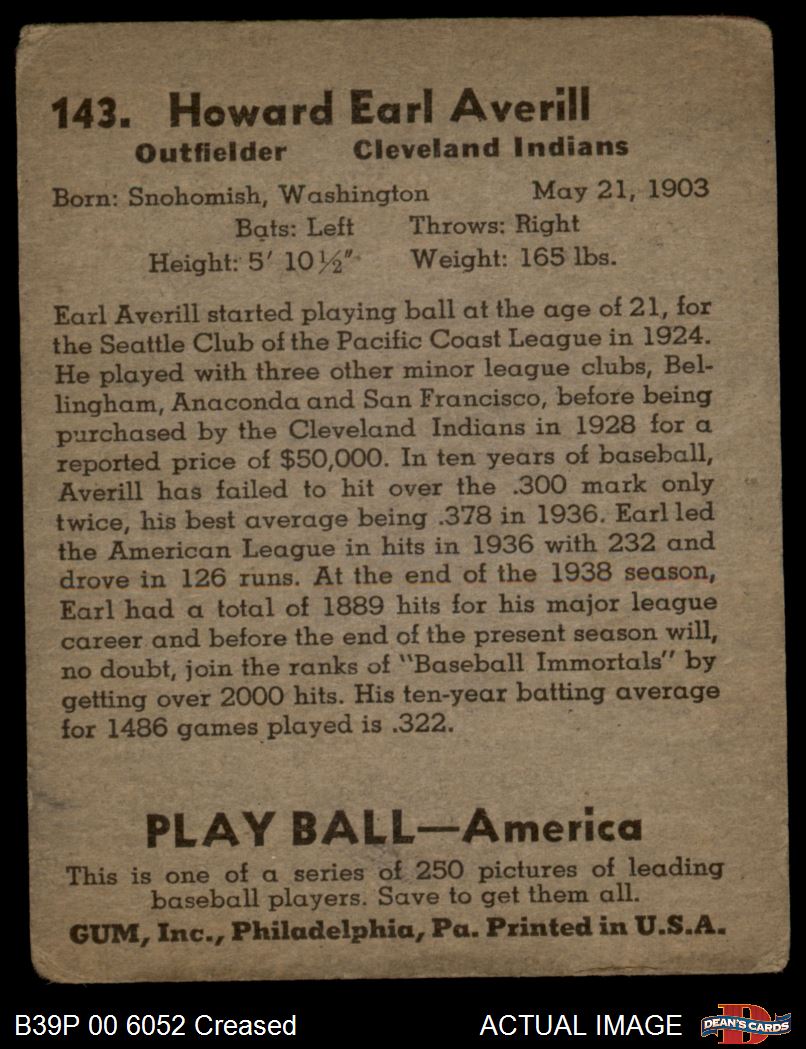 143. Howard Earl Averill
Outfielder Cleveland Indians
Born: Snohomish, Washington May 21, 1903
Bats: Left Throws: Right
Height: 5' 10½" Weight: 165 lbs.
Earl Averill started playing ball at the age of 21, for
the Seattle Club of the Pacific Coast League in 1924.
He played with three other minor league clubs, Bel-
lingham, Anaconda and San Francisco, before being
purchased by the Cleveland Indians in 1928 for a
reported price of $50,000. In ten years of baseball,
Averill has failed to hit over the .300 mark only
twice, his best average being .378 in 1936. Earl led
the American League in hits in 1936 with 232 and
drove in 126 runs. At the end of the 1938 season,
Earl had a total of 1889 hits for his major league
career and before the end of the present season will,
no doubt, join the ranks of "Baseball Immortals" by
getting over 2000 hits. His ten-year batting average
for 1486 games played is .322.
PLAY BALL—America
This is one of a series of 250 pictures of leading
baseball players. Save to get them all.
GUM, Inc., Philadelphia, Pa. Printed in U.S.A.
B39P 00 6052 Creased ACTUAL IMAGE D DEAN'S CARDS